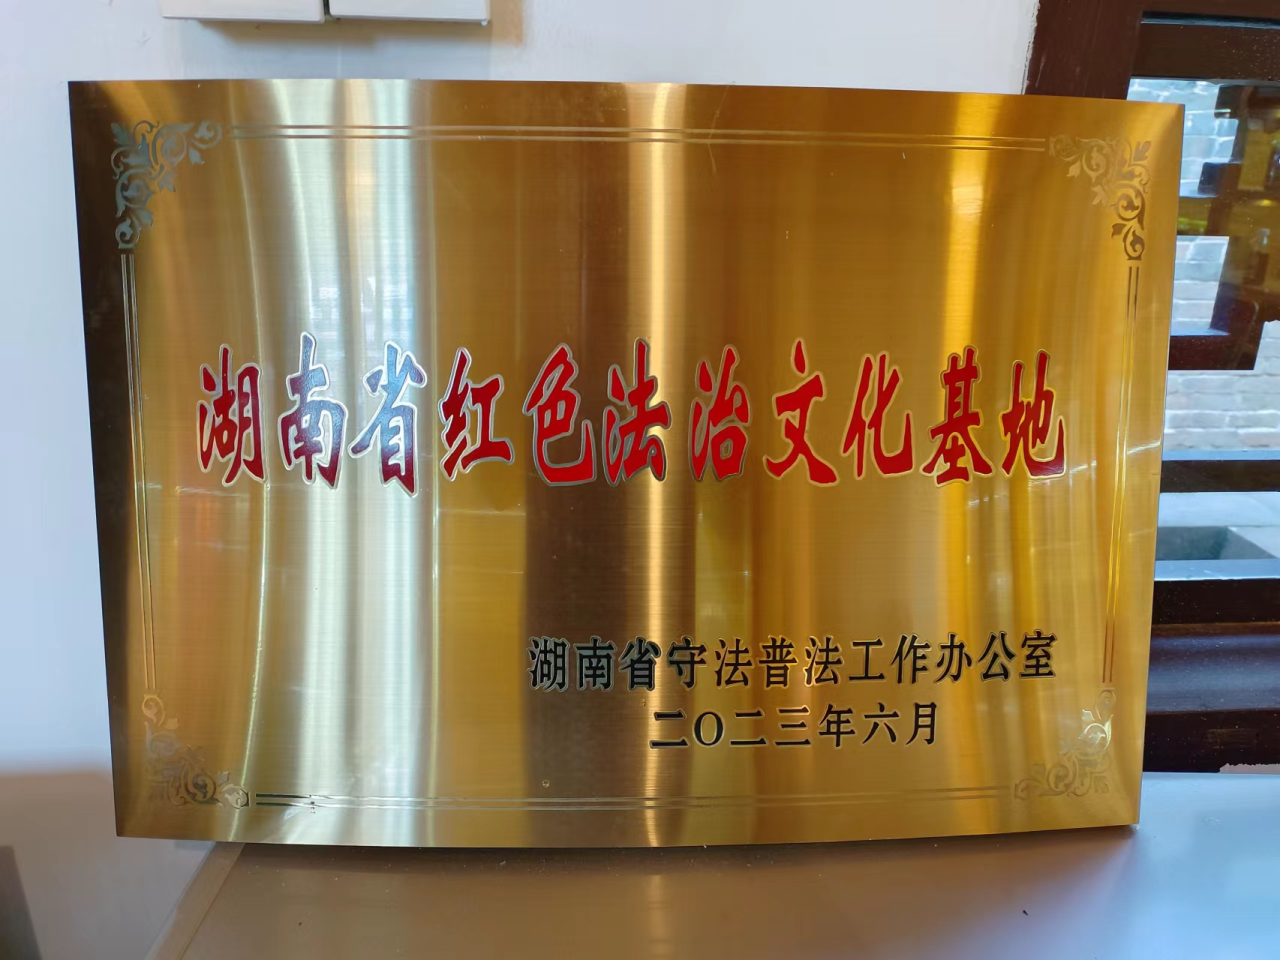 湖南省红色法治文化基地
湖南省守法普法工作办公室
二〇二三年六月